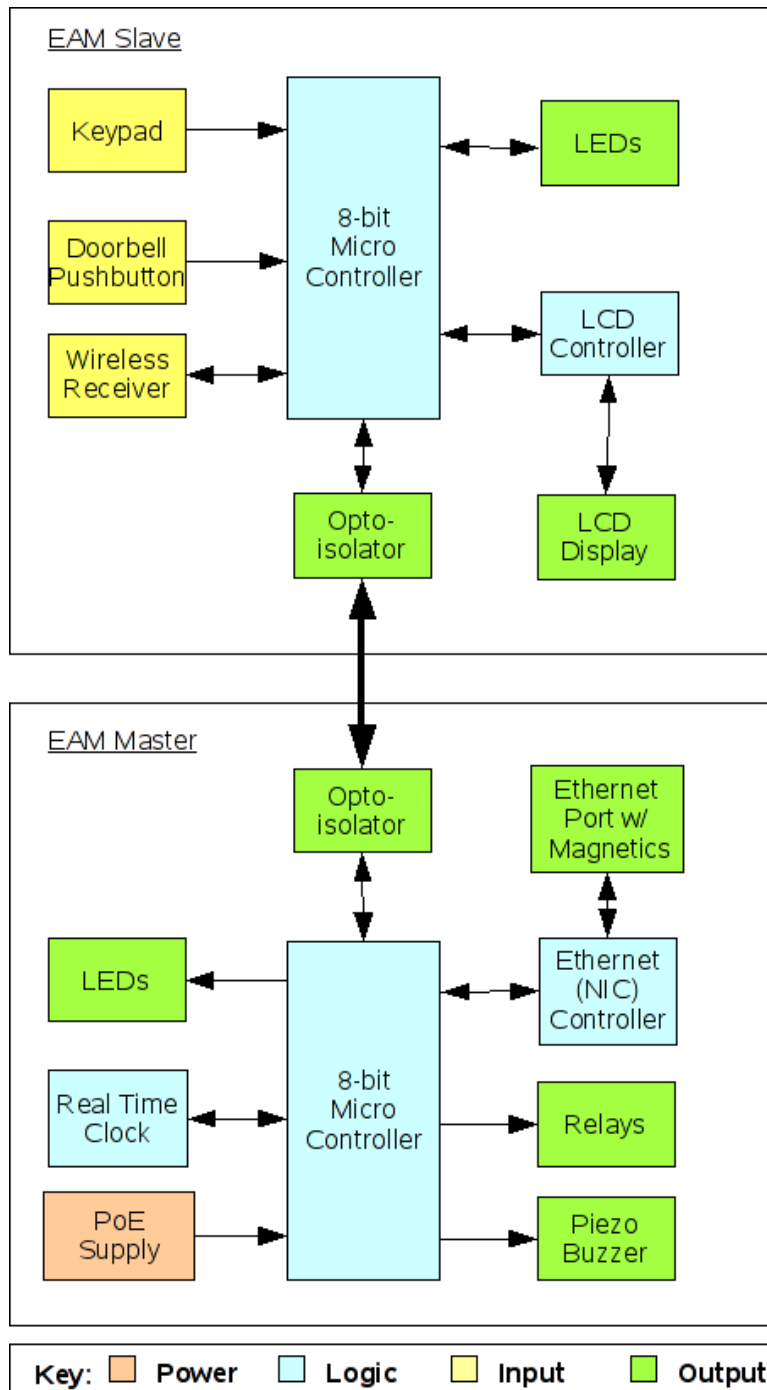 EAM Slave
Keypad
8-bit
Micro
Controller
LEDs
Doorbell
Pushbutton
Wireless
Receiver
LCD
Controller
Opto-
isolator
LCD
Display
EAM Master
Opto-
isolator
Ethernet
Port w/
Magnetics
LEDs
8-bit
Micro
Controller
Ethernet
(NIC)
Controller
Real Time
Clock
Relays
PoE
Supply
Piezo
Buzzer
Key: Power Logic Input Output